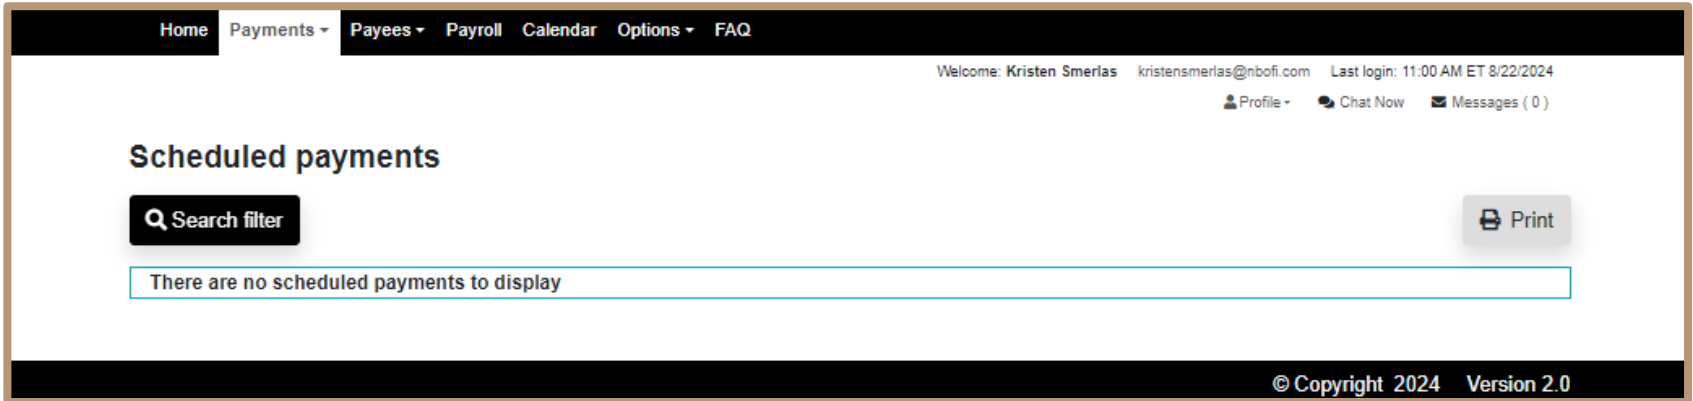 Home Payments Payees Payroll Calendar Options FAQ
Welcome: Kristen Smerlas kristensmerlas@nbofi.com Last login: 11:00 AM ET 8/22/2024
Profile Chat Now Messages ( 0 )
Scheduled payments
Search filter Print
There are no scheduled payments to display
© Copyright 2024 Version 2.0